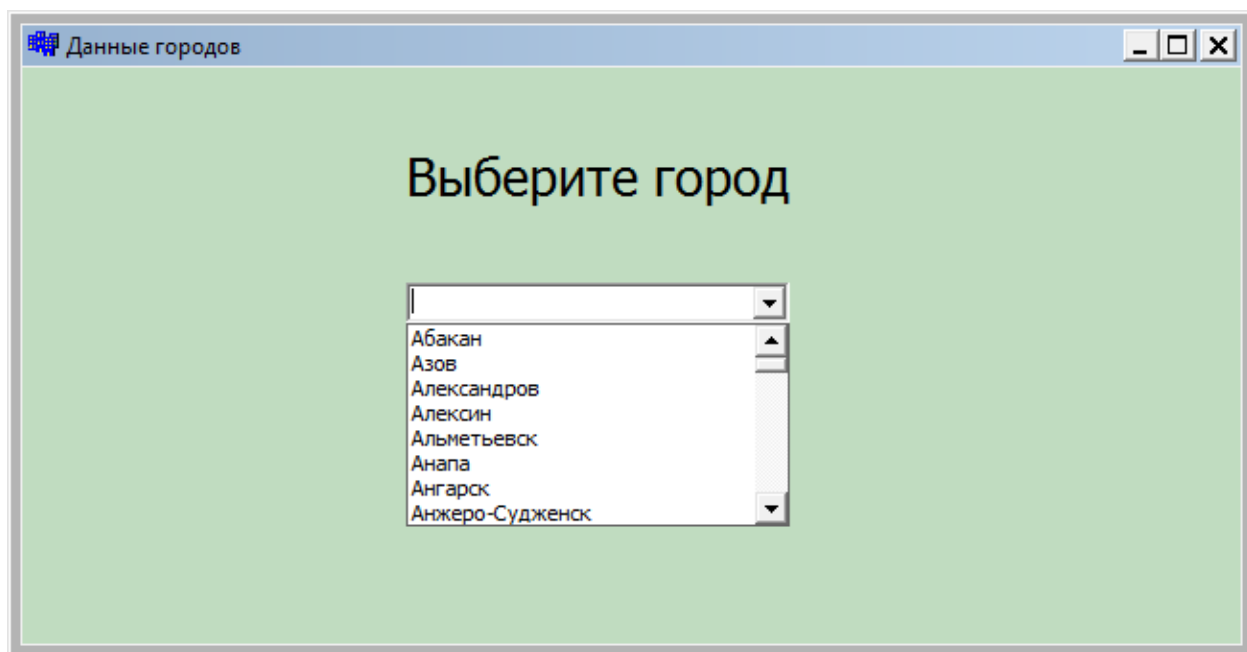 Данные городов
Выберите город
Абакан
Азов
Александров
Алексин
Альметьевск
Анапа
Ангарск
Анжеро-Судженск